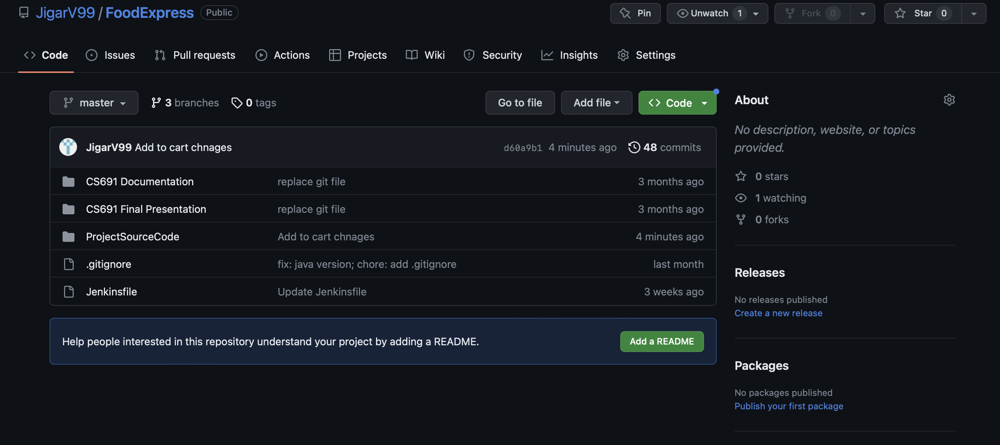 JigarV99 / FoodExpress Public Pin Unwatch 1 Fork 0 Star 0
Code Issues Pull requests Actions Projects Wiki Security Insights Settings
master 3 branches 0 tags Go to file Add file Code
JigarV99 Add to cart chnages d60a9b1 4 minutes ago 48 commits
CS691 Documentation replace git file 3 months ago
CS691 Final Presentation replace git file 3 months ago
ProjectSourceCode Add to cart chnages 4 minutes ago
.gitignore fix: java version; chore: add .gitignore last month
Jenkinsfile Update Jenkinsfile 3 weeks ago
Help people interested in this repository understand your project by adding a README. Add a README
About
No description, website, or topics
provided.
0 stars
1 watching
0 forks
Releases
No releases published
Create a new release
Packages
No packages published
Publish your first package